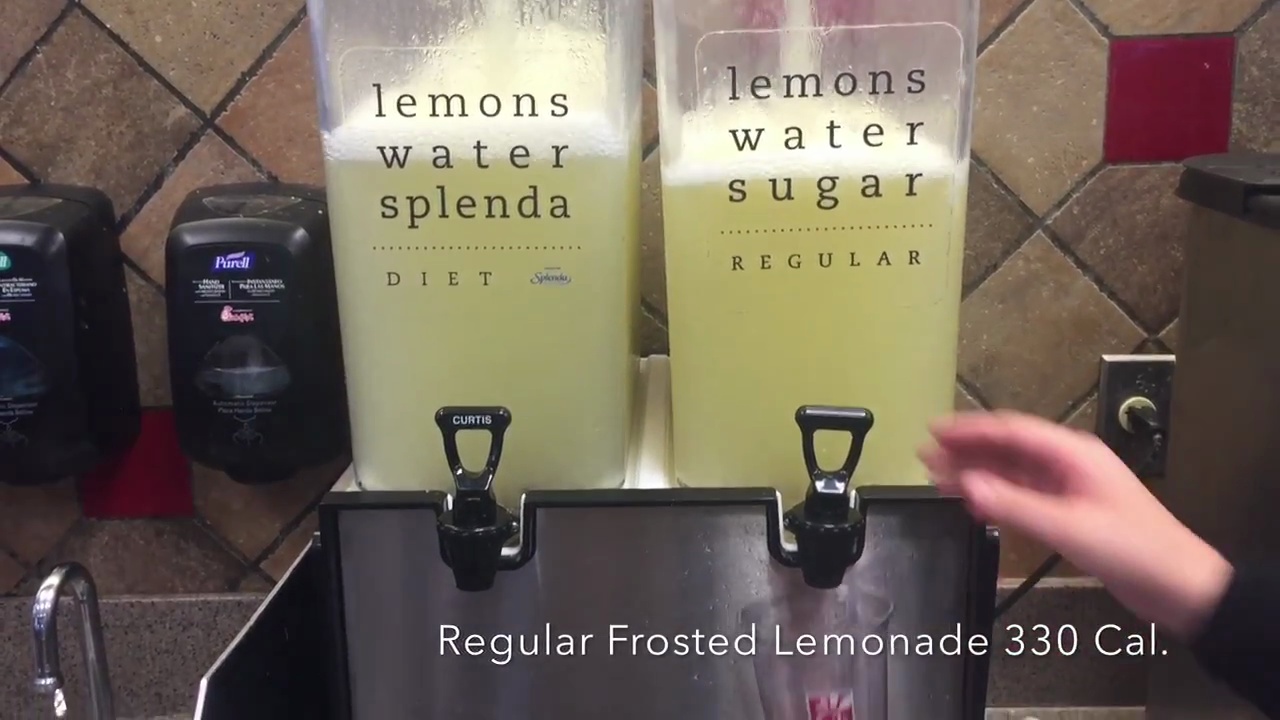 lemons
water
splenda
DIET
Splenda
lemons
water
sugar
REGULAR
Purell
CURTIS
Regular Frosted Lemonade 330 Cal.